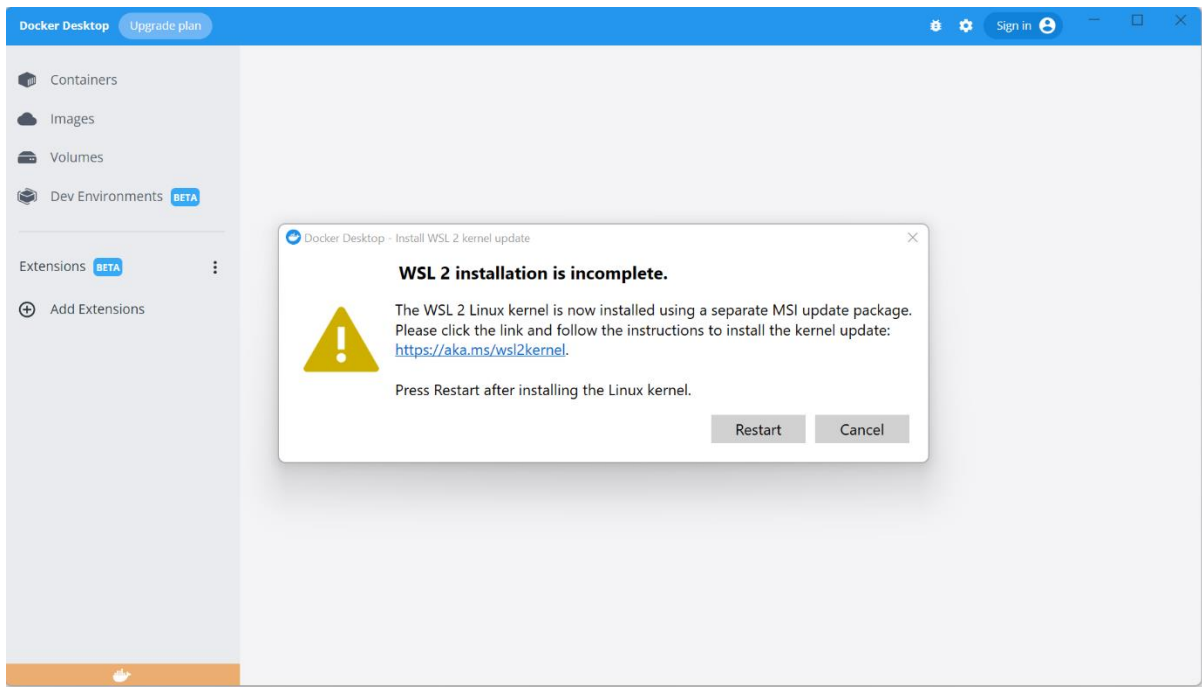 Docker Desktop Upgrade plan Sign in
Containers
Images
Volumes
Dev Environments BETA
Extensions BETA
Add Extensions
Docker Desktop - Install WSL 2 kernel update
WSL 2 installation is incomplete.
The WSL 2 Linux kernel is now installed using a separate MSI update package.
Please click the link and follow the instructions to install the kernel update:
https://aka.ms/wsl2kernel.
Press Restart after installing the Linux kernel.
Restart Cancel